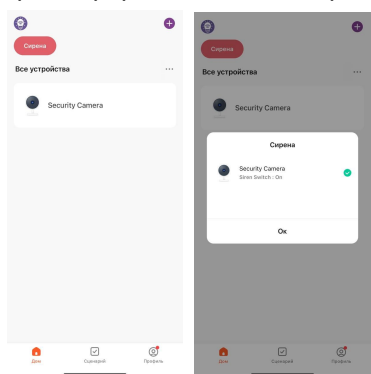 Сирена
Все устройства
Security Camera
Дом
Сценарий
Профиль
Сирена
Все устройства
Security Camera
Сирена
Security Camera
Siren Switch : On
Ок
Дом
Сценарий
Профиль